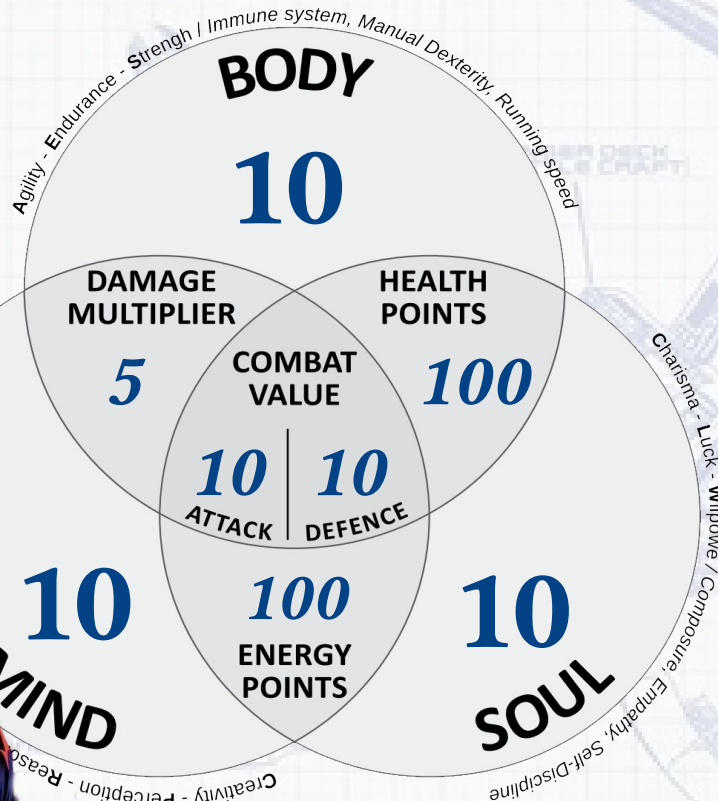 Agility - Endurance - Strengh / Immune system, Manual Dexterity, Running speed
BODY
10
DAMAGE
MULTIPLIER
5
HEALTH
POINTS
100
COMBAT
VALUE
10
10
ATTACK
DEFENCE
10
MIND
100
ENERGY
POINTS
10
SOUL
Charisma - Luck - Wilpowe / Composure, Empathy, Self-Discipline
Creativity - Perception - Reaso